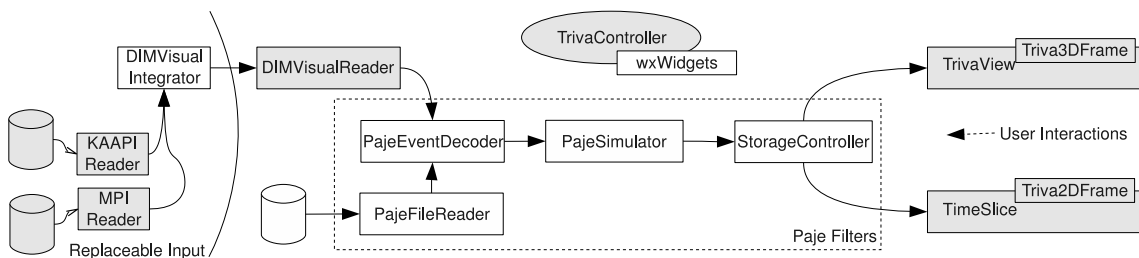 DIMVisual
Integrator
DIMVisualReader
TrivaController
wxWidgets
Triva3DFrame
TrivaView
KAAPI
Reader
PajeEventDecoder
PajeSimulator
StorageController
User Interactions
MPI
Reader
PajeFileReader
Triva2DFrame
TimeSlice
Replaceable Input
Paje Filters